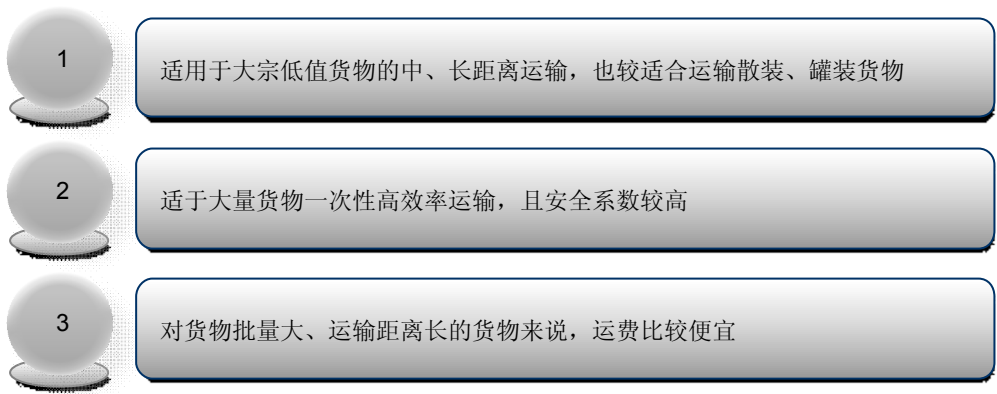 1
适用于大宗低值货物的中、长距离运输，也较适合运输散装、罐装货物
2
适于大量货物一次性高效率运输，且安全系数较高
3
对货物批量大、运输距离长的货物来说，运费比较便宜